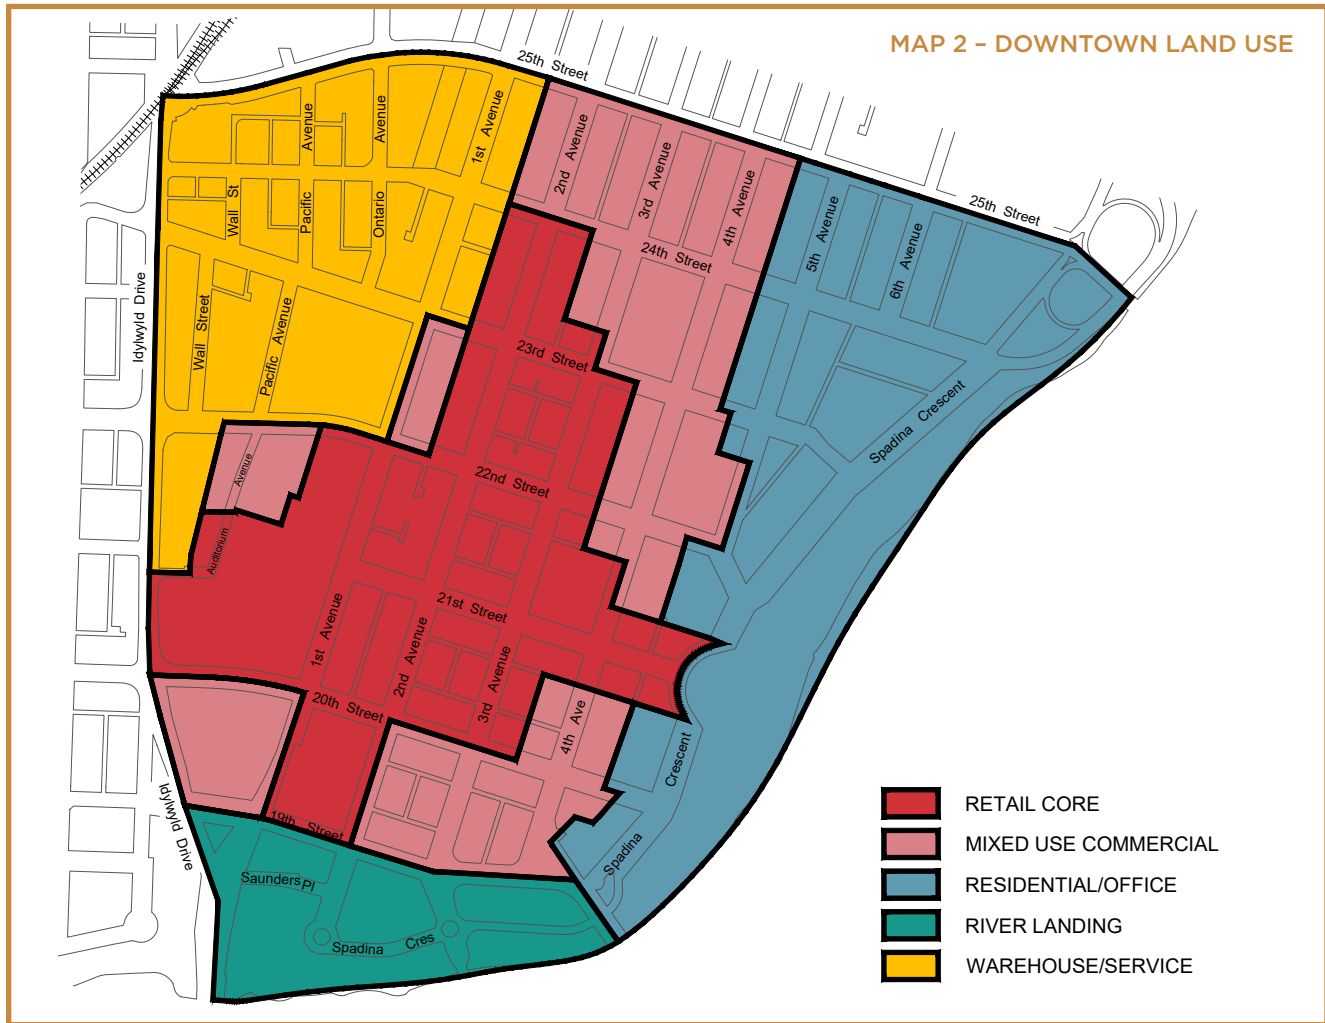 MAP 2 – DOWNTOWN LAND USE
25th Street
25th Street
Avenue
Avenue
1st Avenue
2nd Avenue
3rd Avenue
4th Avenue
5th Avenue
6th Avenue
Wall St
Pacific
Ontario
24th Street
Idylwyld Drive
Wall Street
Pacific Avenue
23rd Street
Spadina Crescent
Avenue
22nd Street
Auditorium
21st Street
1st Avenue
2nd Avenue
3rd Avenue
20th Street
4th Ave
Crescent
Idylwyld Drive
19th Street
Spadina
Saunders Pl
Spadina Cres
RETAIL CORE
MIXED USE COMMERCIAL
RESIDENTIAL/OFFICE
RIVER LANDING
WAREHOUSE/SERVICE